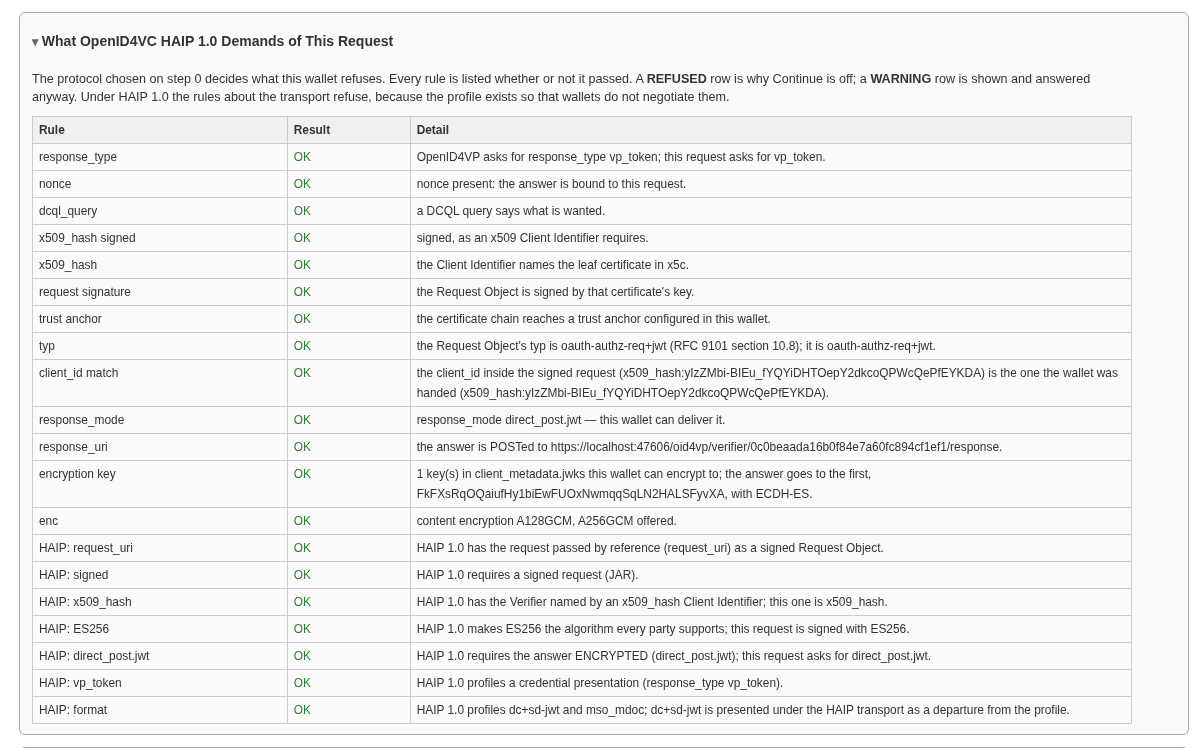 ▾ What OpenID4VC HAIP 1.0 Demands of This Request
The protocol chosen on step 0 decides what this wallet refuses. Every rule is listed whether or not it passed. A REFUSED row is why Continue is off; a WARNING row is shown and answered
anyway. Under HAIP 1.0 the rules about the transport refuse, because the profile exists so that wallets do not negotiate them.
Rule Result Detail
response_type OK OpenID4VP asks for response_type vp_token; this request asks for vp_token.
nonce OK nonce present: the answer is bound to this request.
dcql_query OK a DCQL query says what is wanted.
x509_hash signed OK signed, as an x509 Client Identifier requires.
x509_hash OK the Client Identifier names the leaf certificate in x5c.
request signature OK the Request Object is signed by that certificate's key.
trust anchor OK the certificate chain reaches a trust anchor configured in this wallet.
typ OK the Request Object's typ is oauth-authz-req+jwt (RFC 9101 section 10.8); it is oauth-authz-req+jwt.
client_id match OK the client_id inside the signed request (x509_hash:yIzZMbi-BIEu_fYQYiDHTOepY2dkcoQPWcQePfEYKDA) is the one the wallet was
handed (x509_hash:yIzZMbi-BIEu_fYQYiDHTOepY2dkcoQPWcQePfEYKDA).
response_mode OK response_mode direct_post.jwt — this wallet can deliver it.
response_uri OK the answer is POSTed to https://localhost:47606/oid4vp/verifier/0c0beaada16b0f84e7a60fc894cf1ef1/response.
encryption key OK 1 key(s) in client_metadata.jwks this wallet can encrypt to; the answer goes to the first,
FkFXsRqOQaiufHy1biEwFUOxNwmqqSqLN2HALSFyvXA, with ECDH-ES.
enc OK content encryption A128GCM, A256GCM offered.
HAIP: request_uri OK HAIP 1.0 has the request passed by reference (request_uri) as a signed Request Object.
HAIP: signed OK HAIP 1.0 requires a signed request (JAR).
HAIP: x509_hash OK HAIP 1.0 has the Verifier named by an x509_hash Client Identifier; this one is x509_hash.
HAIP: ES256 OK HAIP 1.0 makes ES256 the algorithm every party supports; this request is signed with ES256.
HAIP: direct_post.jwt OK HAIP 1.0 requires the answer ENCRYPTED (direct_post.jwt); this request asks for direct_post.jwt.
HAIP: vp_token OK HAIP 1.0 profiles a credential presentation (response_type vp_token).
HAIP: format OK HAIP 1.0 profiles dc+sd-jwt and mso_mdoc; dc+sd-jwt is presented under the HAIP transport as a departure from the profile.